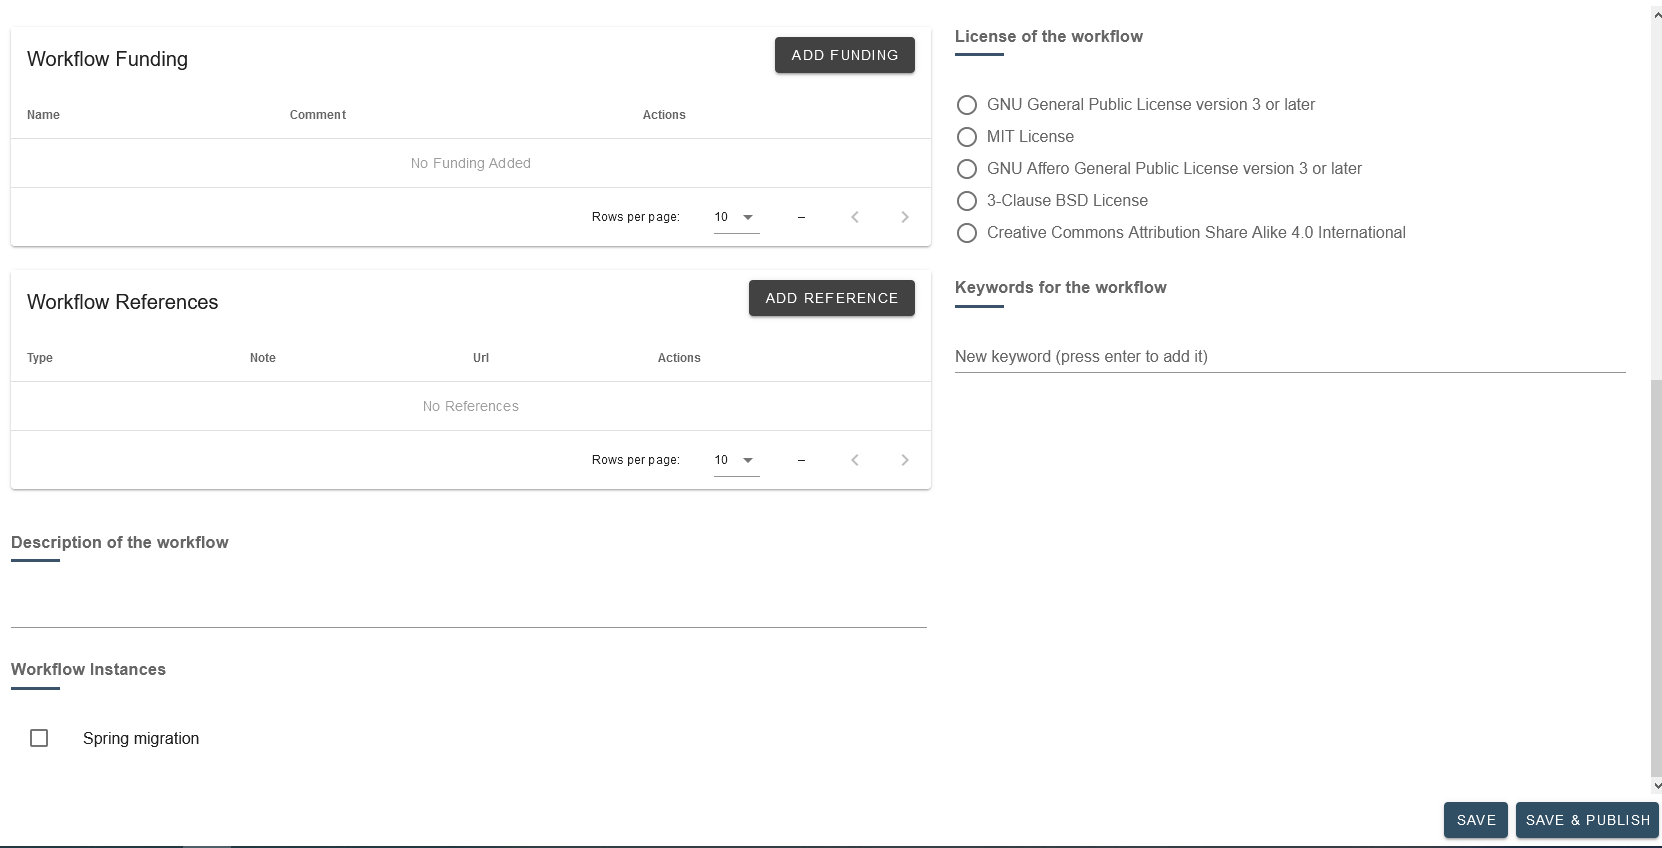 Workflow Funding
ADD FUNDING
Name Comment Actions
No Funding Added
Rows per page: 10 –
Workflow References
ADD REFERENCE
Type Note Url Actions
No References
Rows per page: 10 –
Description of the workflow
Workflow Instances
Spring migration
License of the workflow
GNU General Public License version 3 or later
MIT License
GNU Affero General Public License version 3 or later
3-Clause BSD License
Creative Commons Attribution Share Alike 4.0 International
Keywords for the workflow
New keyword (press enter to add it)
SAVE
SAVE & PUBLISH